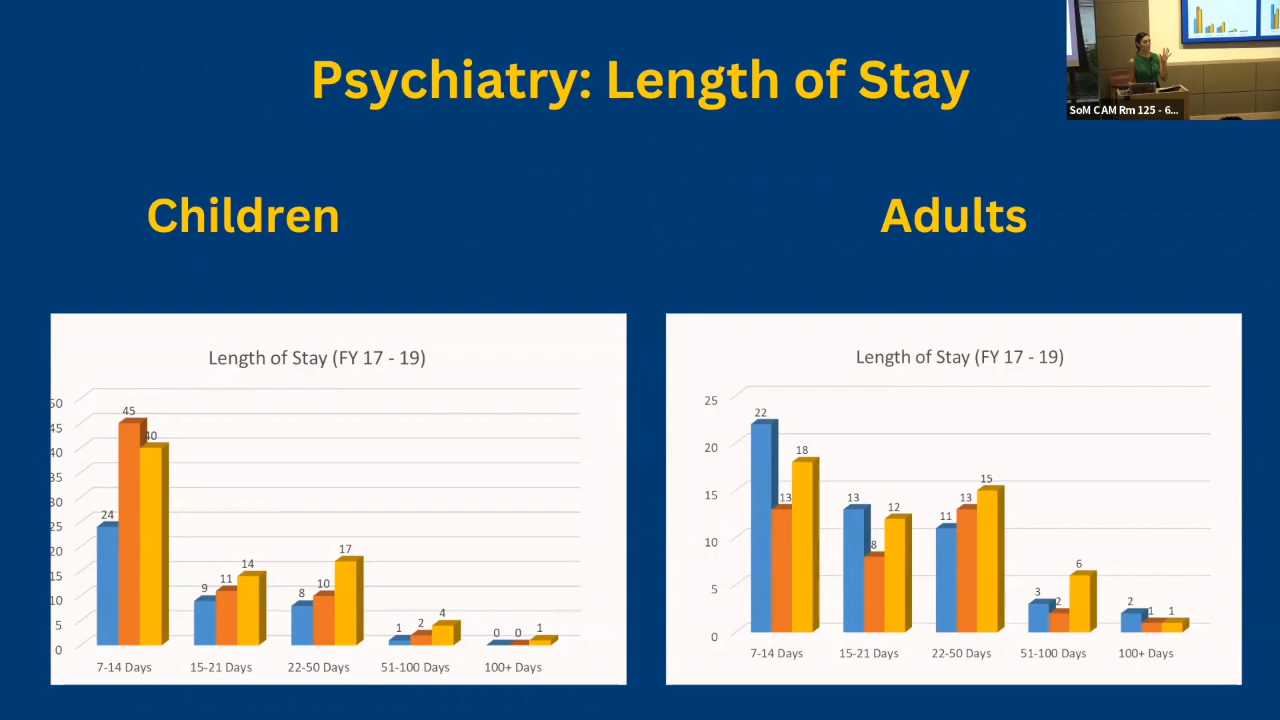 Psychiatry: Length of Stay
SoM CAM Rm 125 - 6...
Children
Adults
Length of Stay (FY 17 - 19)
50
45
40
35
30
25
20
15
10
5
0
24
45
40
9
11
14
8
10
17
1
2
4
0
0
1
7-14 Days
15-21 Days
22-50 Days
51-100 Days
100+ Days
Length of Stay (FY 17 - 19)
25
20
15
10
5
0
22
13
18
13
8
12
11
13
15
3
2
6
2
1
1
7-14 Days
15-21 Days
22-50 Days
51-100 Days
100+ Days